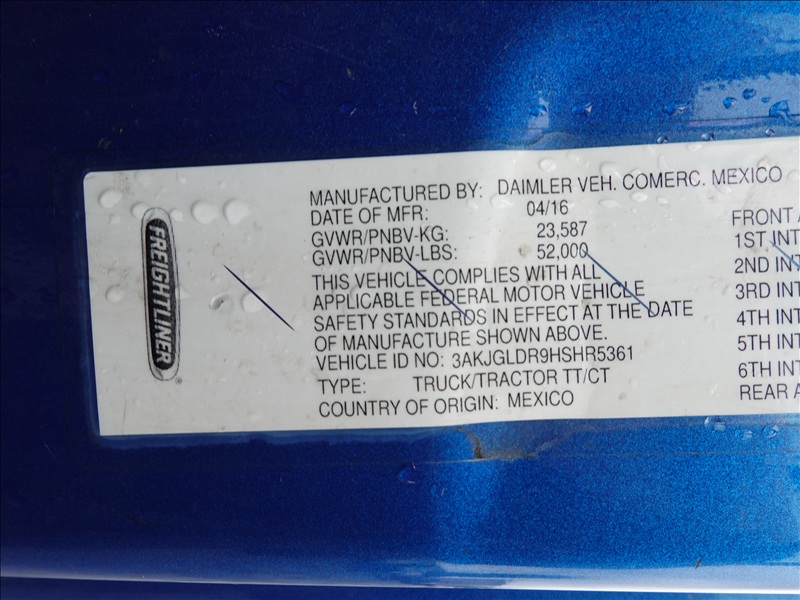 FREIGHTLINER
MANUFACTURED BY: DAIMLER VEH. COMERC. MEXICO
DATE OF MFR: 04/16
GVWR/PNBV-KG: 23,587
GVWR/PNBV-LBS: 52,000
THIS VEHICLE COMPLIES WITH ALL
APPLICABLE FEDERAL MOTOR VEHICLE
SAFETY STANDARDS IN EFFECT AT THE DATE
OF MANUFACTURE SHOWN ABOVE.
VEHICLE ID NO: 3AKJGLDR9HSHR5361
TYPE: TRUCK/TRACTOR TT/CT
COUNTRY OF ORIGIN: MEXICO
FRONT A
1ST INT
2ND INT
3RD INT
4TH INT
5TH INT
6TH INT
REAR A